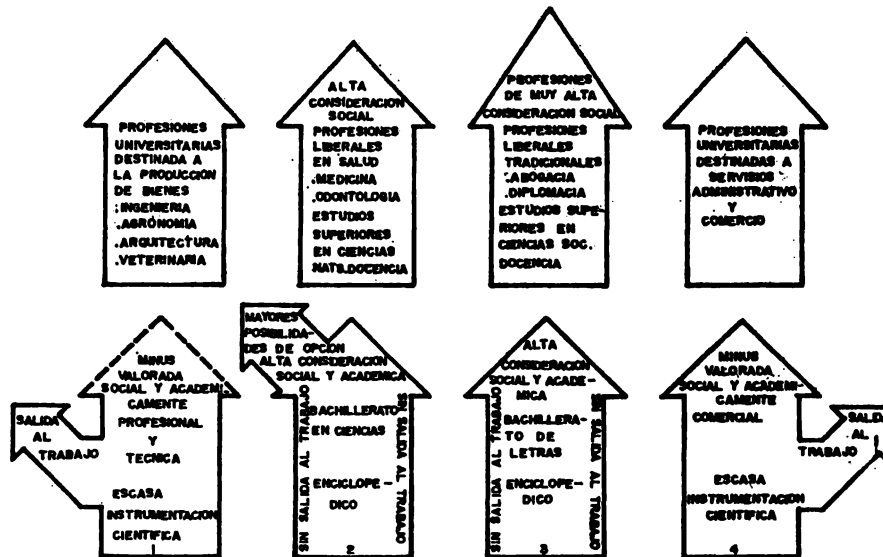 PROFESIONES
UNIVERSITARIAS
DESTINADA A
LA PRODUCCIÓN
DE BIENES
.INGENIERIA
.AGRÓNOMIA
.ARQUITECTURA
.VETERINARIA
ALTA
CONSIDERACION
SOCIAL
PROFESIONES
LIBERALES
EN SALUD
.MEDICINA
.ODONTOLOGIA
ESTUDIOS
SUPERIORES
EN CIENCIAS
NATS.DOCENCIA
PROFESIONES
DE MUY ALTA
CONSIDERACION SOCIAL
PROFESIONES
LIBERALES
TRADICIONALES
.ABOGACIA
.DIPLOMACIA
ESTUDIOS SUPE-
RIORES EN
CIENCIAS SOC.
DOCENCIA
PROFESIONES
UNIVERSITARIAS
DESTINADAS A
SERVICIOS
ADMINISTRATIVO
Y
COMERCIO
MINUS
VALORADA
SOCIAL Y ACADEMI
CAMENTE
PROFESIONAL
Y
TECNICA
SALIDA
AL
TRABAJO
ESCASA
INSTRUMENTACION
CIENTIFICA
1
MAYORES
POSIBILIDA-
DES DE OPCION
ALTA CONSIDERACION
SOCIAL Y ACADEMICA
SIN SALIDA AL TRABAJO
BACHILLERATO
EN CIENCIAS
ENCICLOPE-
DICO
SIN SALIDA AL TRABAJO
2
ALTA
CONSIDERACION
SOCIAL Y ACADE-
MICA
SIN SALIDA AL TRABAJO
BACHILLERA-
TO DE
LETRAS
ENCICLOPE-
DICO
SIN SALIDA AL TRABAJO
3
MINUS
VALORADA
SOCIAL Y ACADEMI-
CAMENTE
COMERCIAL
SALIDA
AL
TRABAJO
ESCASA
INSTRUMENTACION
CIENTIFICA
4